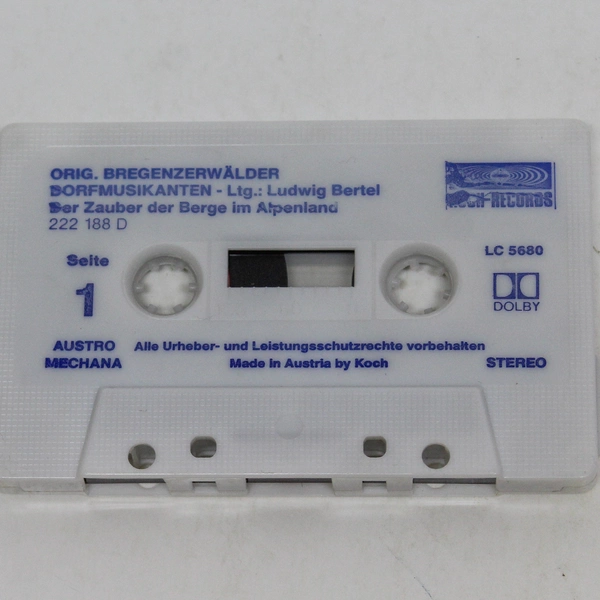 ORIG. BREGENZERWÄLDER
DORFMUSIKANTEN - Ltg.: Ludwig Bertel
Der Zauber der Berge im Alpenland
222 188 D
KOCH-RECORDS
Seite
1
LC 5680
DOLBY
AUSTRO
MECHANA
Alle Urheber- und Leistungsschutzrechte vorbehalten
Made in Austria by Koch
STEREO